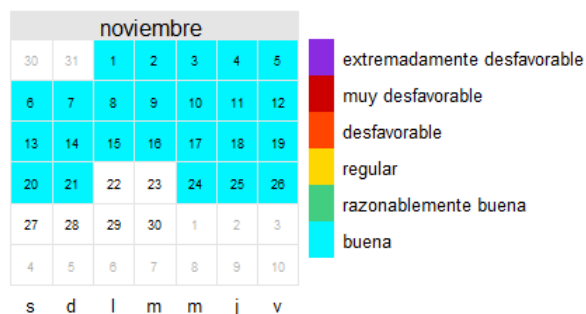 noviembre
30 31 1 2 3 4 5
6 7 8 9 10 11 12
13 14 15 16 17 18 19
20 21 22 23 24 25 26
27 28 29 30 1 2 3
4 5 6 7 8 9 10
s d l m m j v
extremadamente desfavorable
muy desfavorable
desfavorable
regular
razonablemente buena
buena